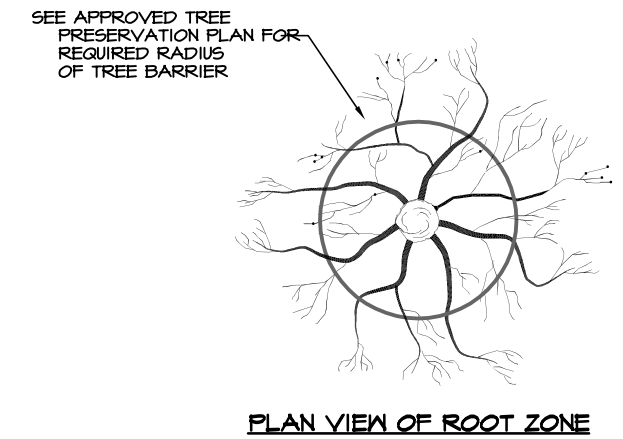 SEE APPROVED TREE
PRESERVATION PLAN FOR
REQUIRED RADIUS
OF TREE BARRIER
PLAN VIEW OF ROOT ZONE